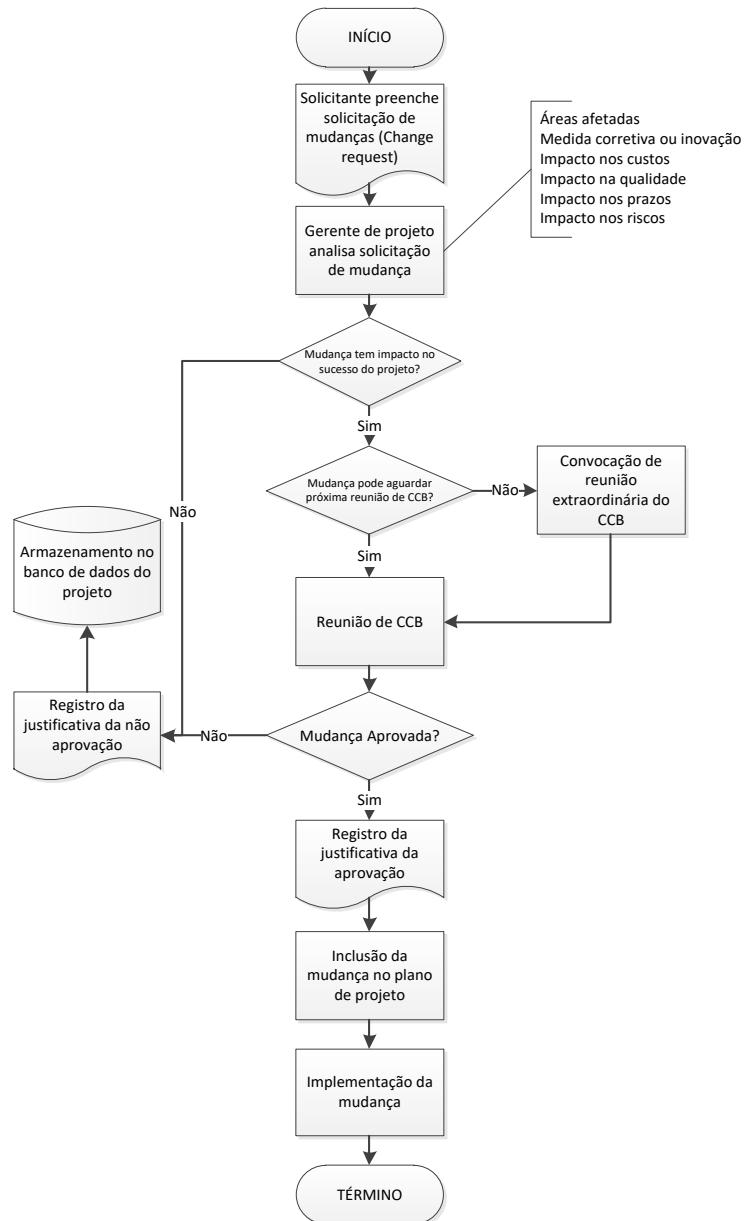 INÍCIO
Solicitante preenche
solicitação de
mudanças (Change
request)
Áreas afetadas
Medida corretiva ou inovação
Impacto nos custos
Impacto na qualidade
Impacto nos prazos
Impacto nos riscos
Gerente de projeto
analisa solicitação
de mudança
Mudança tem impacto no
sucesso do projeto?
Sim
Mudança pode aguardar
próxima reunião de CCB?
Não
Convocação de
reunião
extraordinária do
CCB
Não
Armazenamento no
banco de dados do
projeto
Sim
Reunião de CCB
Registro da
justificativa da não
aprovação
Não
Mudança Aprovada?
Sim
Registro da
justificativa da
aprovação
Inclusão da
mudança no plano
de projeto
Implementação da
mudança
TÉRMINO